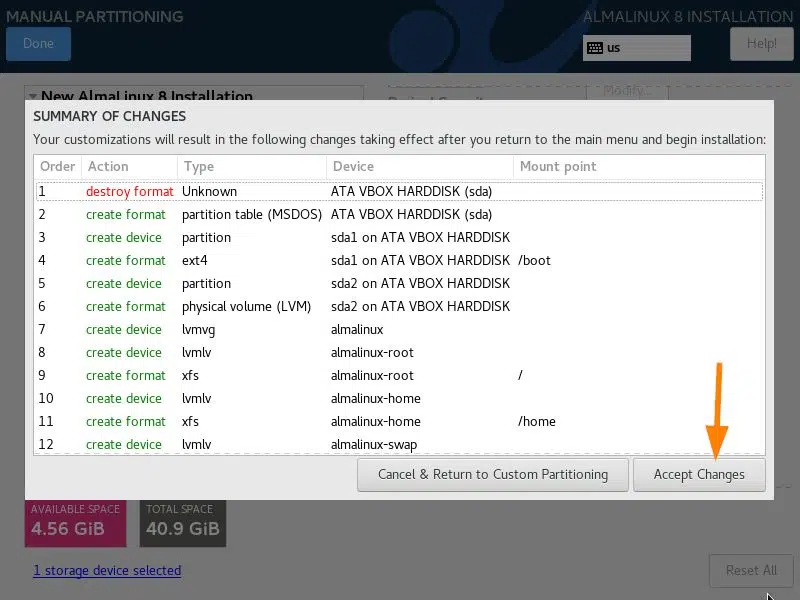 MANUAL PARTITIONING
ALMALINUX 8 INSTALLATION
Done
us
Help!
New AlmaLinux 8 Installation
Modify...
SUMMARY OF CHANGES
Your customizations will result in the following changes taking effect after you return to the main menu and begin installation:
Order Action Type Device Mount point
1 destroy format Unknown ATA VBOX HARDDISK (sda)
2 create format partition table (MSDOS) ATA VBOX HARDDISK (sda)
3 create device partition sda1 on ATA VBOX HARDDISK
4 create format ext4 sda1 on ATA VBOX HARDDISK /boot
5 create device partition sda2 on ATA VBOX HARDDISK
6 create format physical volume (LVM) sda2 on ATA VBOX HARDDISK
7 create device lvmvg almalinux
8 create device lvmlv almalinux-root
9 create format xfs almalinux-root /
10 create device lvmlv almalinux-home
11 create format xfs almalinux-home /home
12 create device lvmlv almalinux-swap
Cancel & Return to Custom Partitioning
Accept Changes
AVAILABLE SPACE
4.56 GiB
TOTAL SPACE
40.9 GiB
1 storage device selected
Reset All